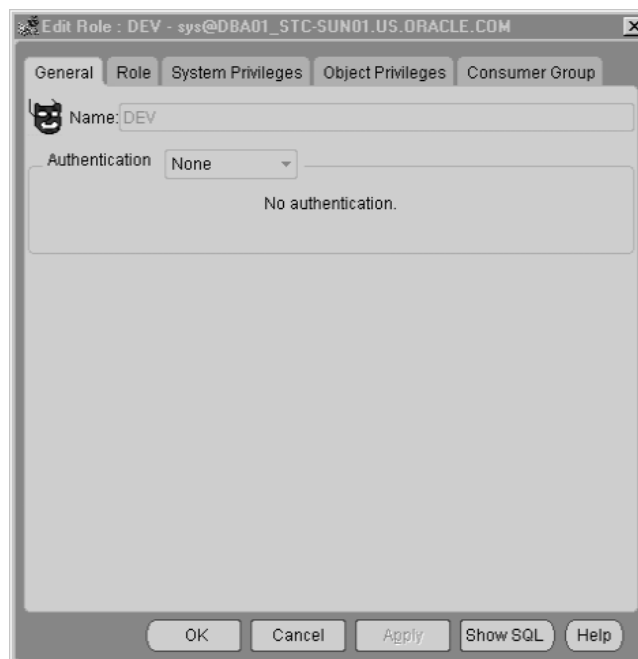 Edit Role : DEV - sys@DBA01_STC-SUN01.US.ORACLE.COM
General Role System Privileges Object Privileges Consumer Group
Name: DEV
Authentication None
No authentication.
OK Cancel Apply Show SQL Help